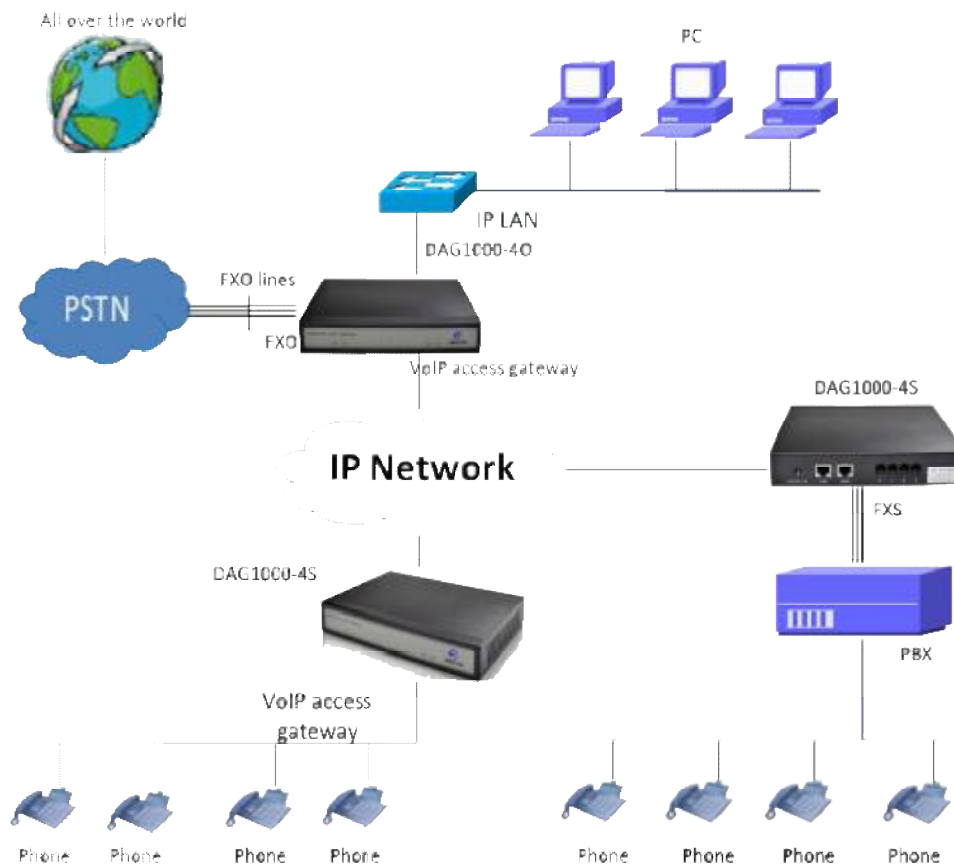 All over the world
PC
IP LAN
DAG1000-4O
FXO lines
PSTN
FXO
VoIP access gateway
DAG1000-4S
IP Network
FXS
DAG1000-4S
PBX
VoIP access
gateway
Phone Phone Phone Phone Phone Phone Phone Phone